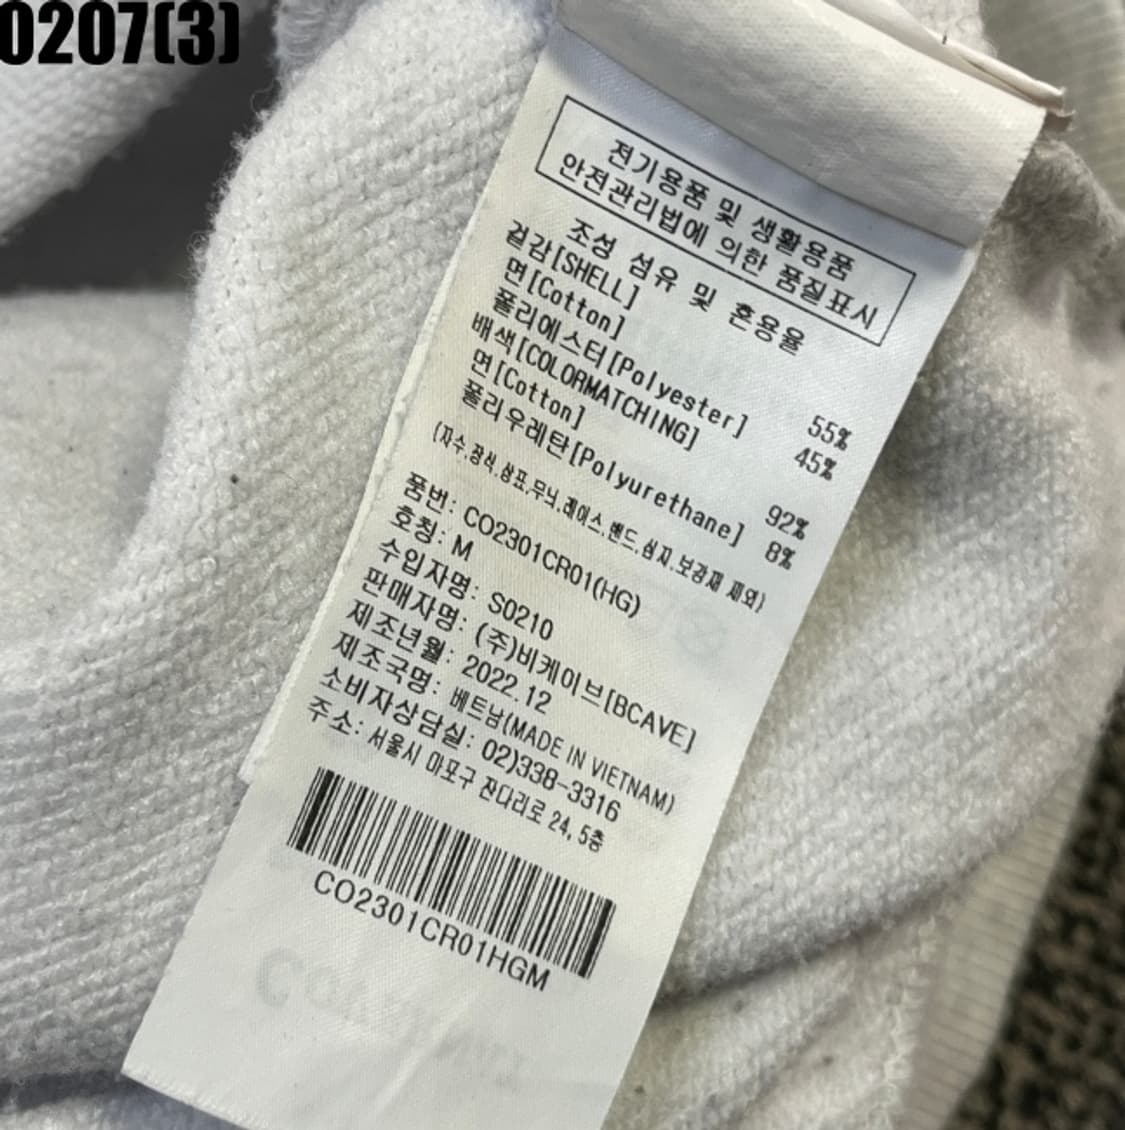 0207(3)
전기용품 및 생활용품
안전관리법에 의한 품질표시
조성 섬유 및 혼용율
겉감[SHELL]
면[Cotton] 55%
폴리에스터[Polyester] 45%
배색[COLORMATCHING]
면[Cotton] 92%
폴리우레탄[Polyurethane] 8%
(자수,장식,상표,무늬,레이스,밴드,심지,보강재 제외)
품번: CO2301CR01(HG)
호칭: M
수입자명: S0210
판매자명: (주)비케이브[BCAVE]
제조년월: 2022.12
제조국명: 베트남(MADE IN VIETNAM)
소비자상담실: 02)338-3316
주소: 서울시 마포구 잔다리로 24, 5층
CO2301CR01HGM